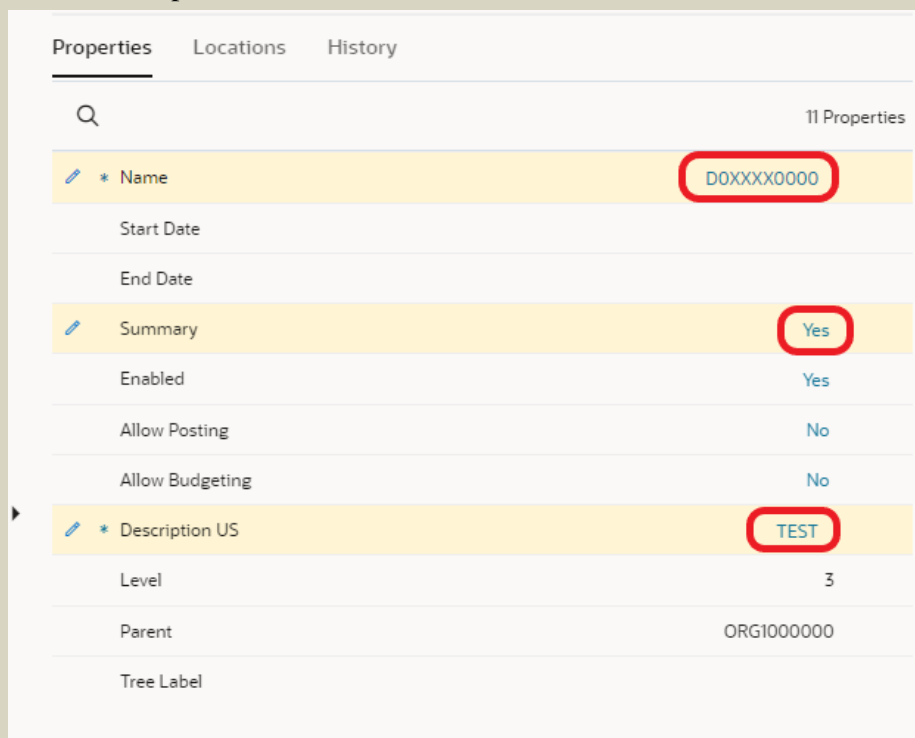 Properties Locations History
11 Properties
* Name D0XXXX0000
Start Date
End Date
Summary Yes
Enabled Yes
Allow Posting No
Allow Budgeting No
* Description US TEST
Level 3
Parent ORG1000000
Tree Label